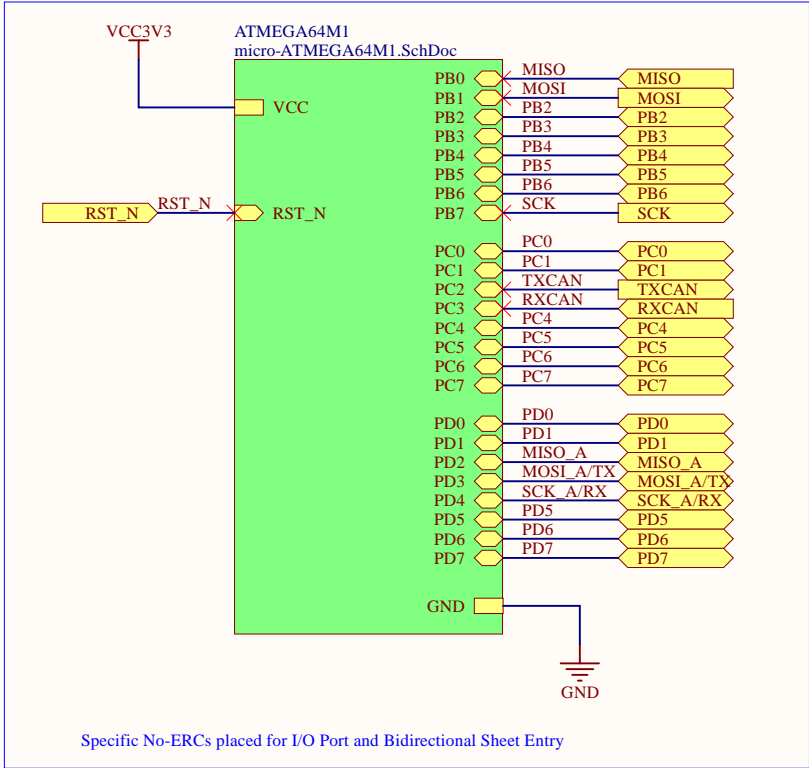 VCC3V3
ATMEGA64M1
micro-ATMEGA64M1.SchDoc
PB0 MISO MISO
VCC PB1 MOSI MOSI
PB2 PB2 PB2
PB3 PB3 PB3
PB4 PB4 PB4
PB5 PB5 PB5
PB6 PB6 PB6
RST_N RST_N RST_N PB7 SCK SCK
PC0 PC0 PC0
PC1 PC1 PC1
PC2 TXCAN TXCAN
PC3 RXCAN RXCAN
PC4 PC4 PC4
PC5 PC5 PC5
PC6 PC6 PC6
PC7 PC7 PC7
PD0 PD0 PD0
PD1 PD1 PD1
PD2 MISO_A MISO_A
PD3 MOSI_A/TX MOSI_A/TX
PD4 SCK_A/RX SCK_A/RX
PD5 PD5 PD5
PD6 PD6 PD6
PD7 PD7 PD7
GND
GND
Specific No-ERCs placed for I/O Port and Bidirectional Sheet Entry